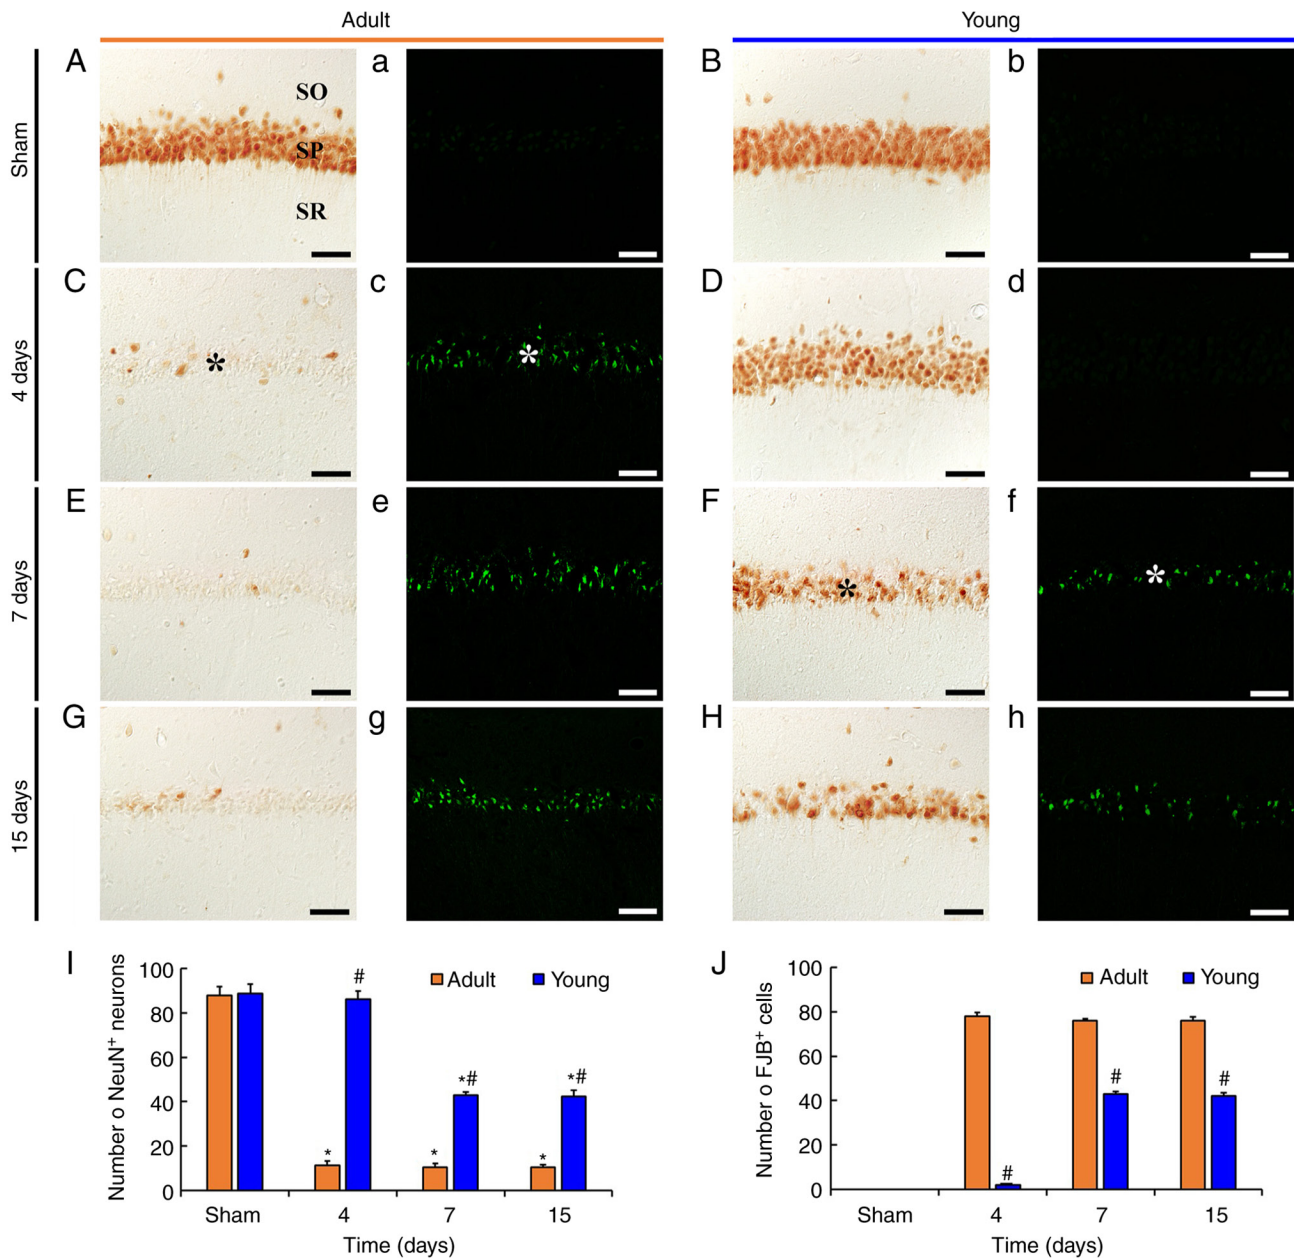 Adult Young
A a B b
Sham
SO
SP
SR
C c D d
4 days
*
*
E e F f
7 days
*
*
G g H h
15 days
I
Number o NeuN+ neurons
Adult Young
100
80
60
40
20
0
#
*# *#
* * *
Sham 4 7 15
Time (days)
J
Number o FJB+ cells
Adult Young
100
80
60
40
20
0
# #
#
Sham 4 7 15
Time (days)